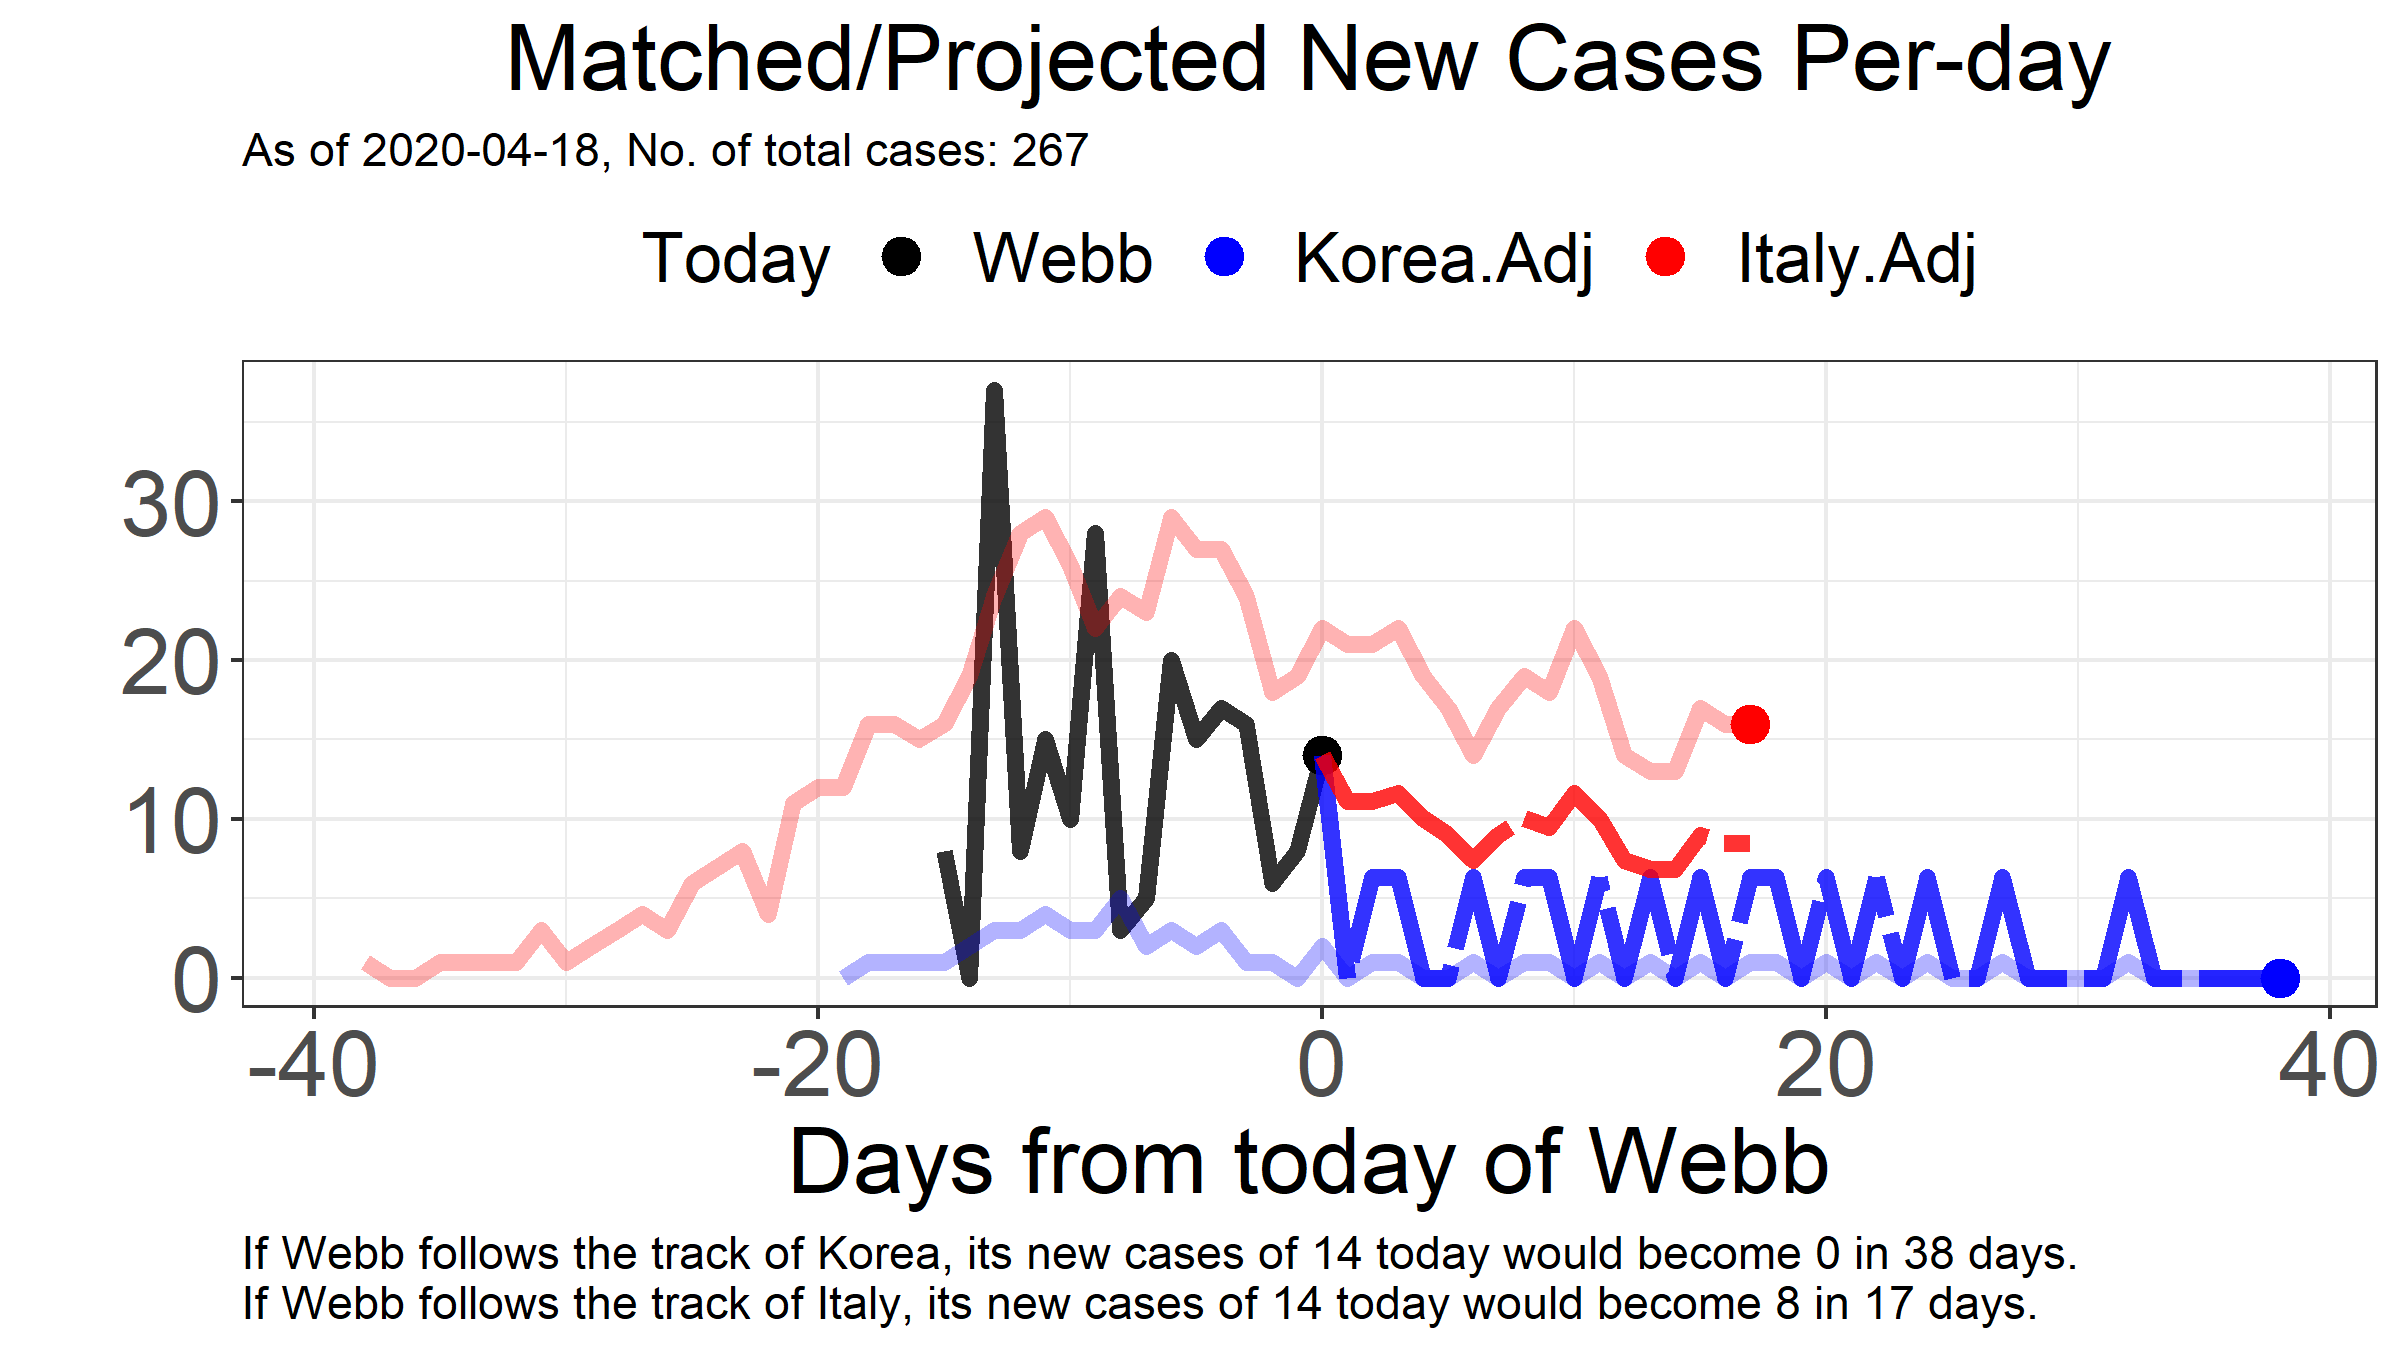 Matched/Projected New Cases Per-day
As of 2020-04-18, No. of total cases: 267
Today Webb Korea.Adj Italy.Adj
30
20
10
0
-40 -20 0 20 40
Days from today of Webb
If Webb follows the track of Korea, its new cases of 14 today would become 0 in 38 days.
If Webb follows the track of Italy, its new cases of 14 today would become 8 in 17 days.